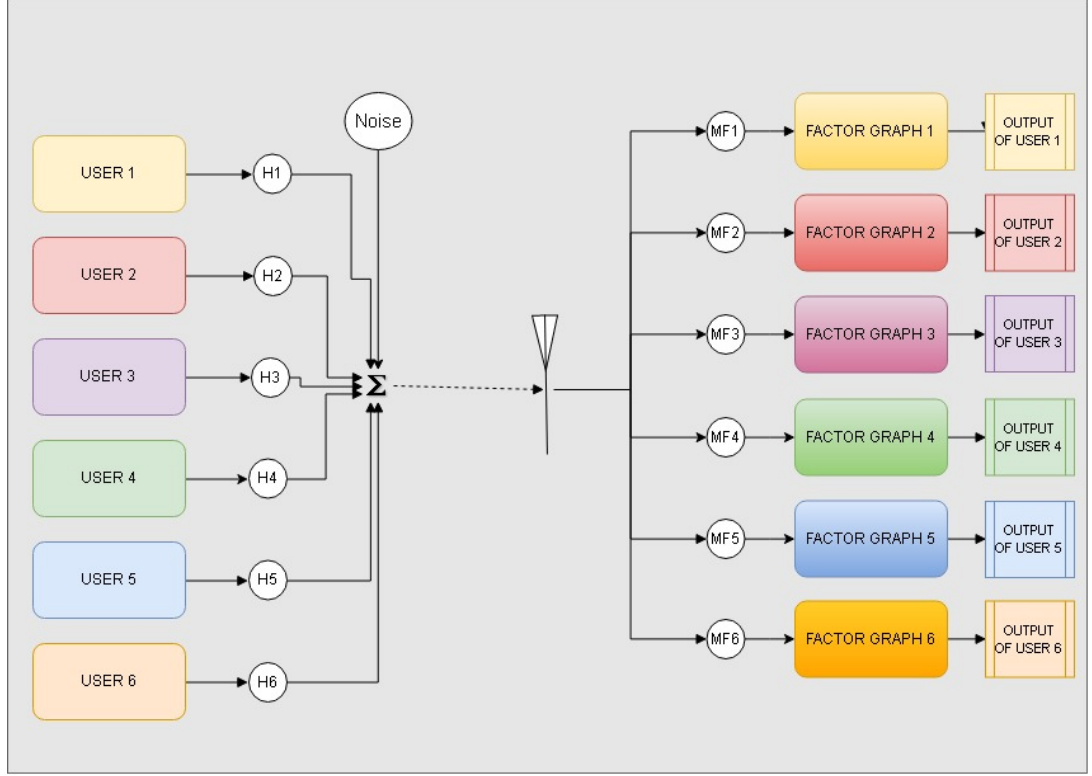 Noise
USER 1
H1
USER 2
H2
USER 3
H3
USER 4
H4
USER 5
H5
USER 6
H6
Σ
MF1
FACTOR GRAPH 1
OUTPUT
OF USER 1
MF2
FACTOR GRAPH 2
OUTPUT
OF USER 2
MF3
FACTOR GRAPH 3
OUTPUT
OF USER 3
MF4
FACTOR GRAPH 4
OUTPUT
OF USER 4
MF5
FACTOR GRAPH 5
OUTPUT
OF USER 5
MF6
FACTOR GRAPH 6
OUTPUT
OF USER 6